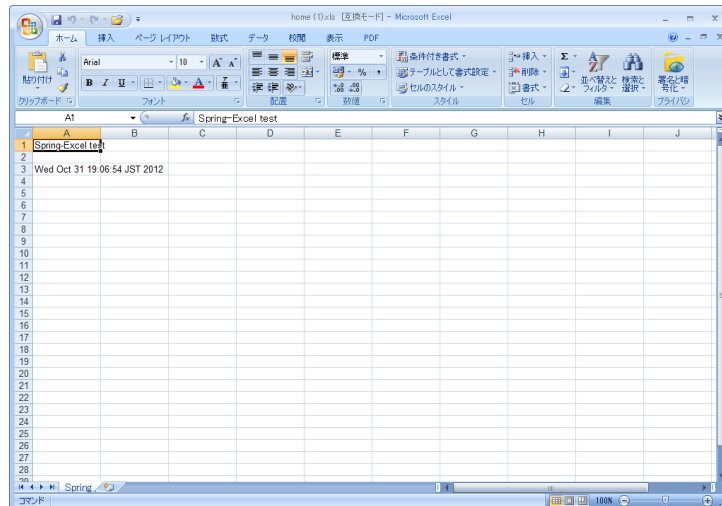 home (1).xls [互換モード] - Microsoft Excel
ホーム 挿入 ページ レイアウト 数式 データ 校閲 表示 PDF
貼り付け
Arial 10
B I U
標準
% ,
条件付き書式
テーブルとして書式設定
セルのスタイル
挿入
削除
書式
Σ
並べ替えと フィルタ
検索と 選択
署名と暗号化
クリップボード フォント 配置 数値 スタイル セル 編集 プライバシ
A1 fx Spring-Excel test
A B C D E F G H I J
1 Spring-Excel test
2
3 Wed Oct 31 19:06:54 JST 2012
4
5
6
7
8
9
10
11
12
13
14
15
16
17
18
19
20
21
22
23
24
25
26
27
28
29
Spring
コマンド 100%